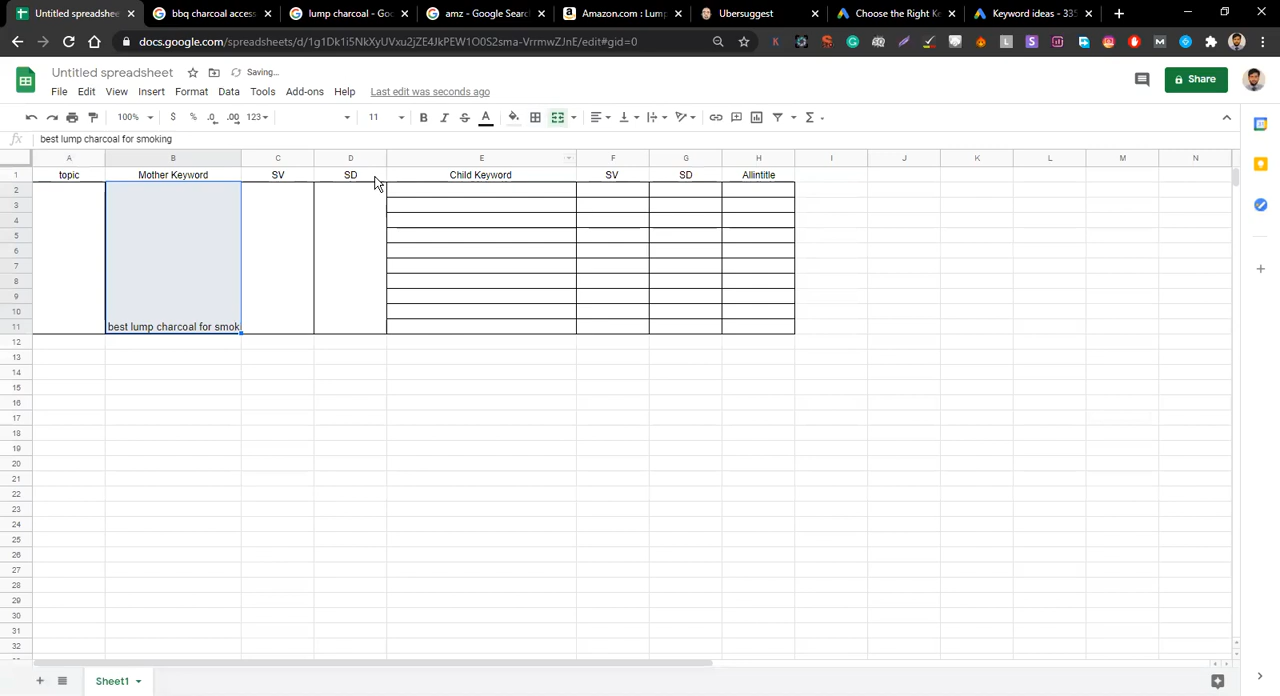 Untitled spreadsheet
bbq charcoal access
lump charcoal - Goo
amz - Google Searc
Amazon.com : Lump
Ubersuggest
Choose the Right Ke
Keyword ideas - 335
docs.google.com/spreadsheets/d/1g1Dk1i5NkXyUVxu2jZE4JkPEW1O0S2sma-VrrmwZJnE/edit#gid=0
Untitled spreadsheet
Saving...
File Edit View Insert Format Data Tools Add-ons Help Last edit was seconds ago
Share
100% $ % .0 .00 123 11 B I S A Σ
fx best lump charcoal for smoking
A B C D E F G H I J K L M N
1 topic Mother Keyword SV SD Child Keyword SV SD Allintitle
2
3
4
5
6
7
8
9
10
11 best lump charcoal for smok
12
13
14
15
16
17
18
19
20
21
22
23
24
25
26
27
28
29
30
31
32
Sheet1